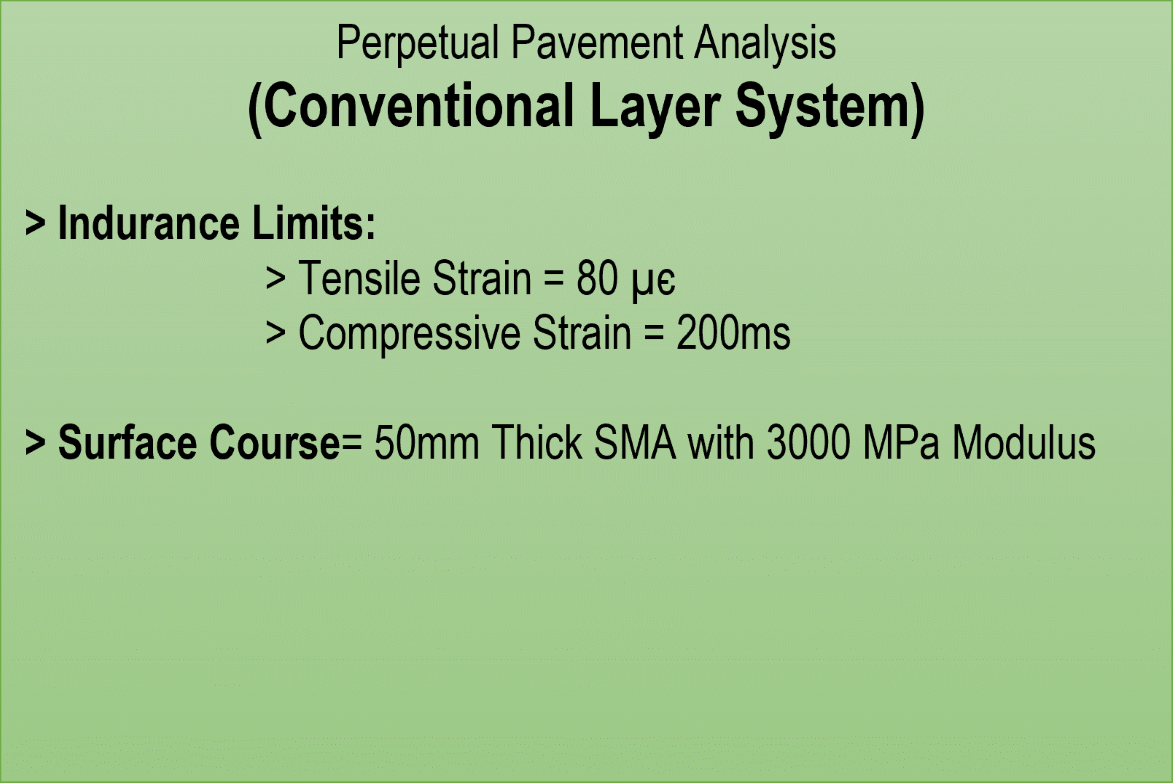 Perpetual Pavement Analysis
(Conventional Layer System)
> Indurance Limits:
> Tensile Strain = 80 μϵ
> Compressive Strain = 200ms
> Surface Course= 50mm Thick SMA with 3000 MPa Modulus